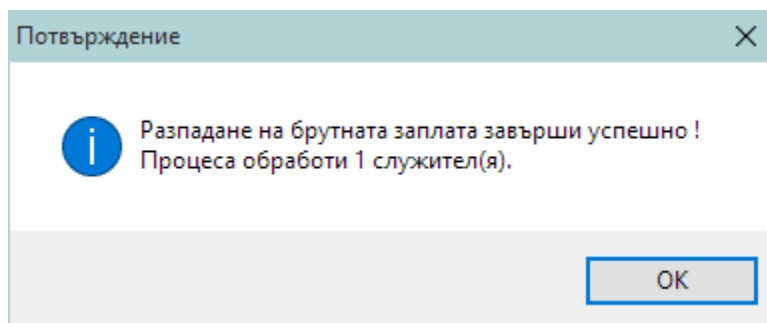 Потвърждение
Разпадане на брутната заплата завърши успешно !
Процеса обработи 1 служител(я).
OK